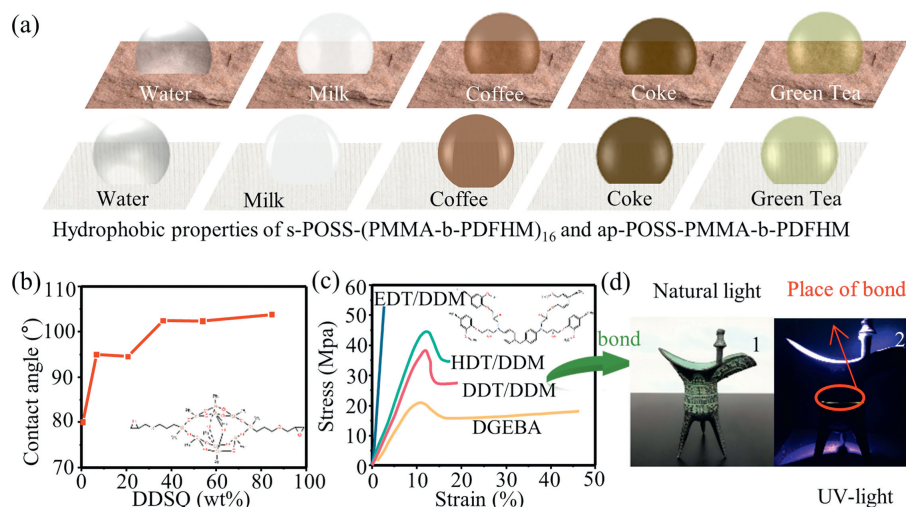 (a)
Water Milk Coffee Coke Green Tea
Water Milk Coffee Coke Green Tea
Hydrophobic properties of s-POSS-(PMMA-b-PDFHM)16 and ap-POSS-PMMA-b-PDFHM
(b)
110
100
90
80
70
0 20 40 60 80 100
Contact angle (°)
DDSQ (wt%)
(c)
60
50
40
30
20
10
0
0 10 20 30 40 50
Stress (Mpa)
Strain (%)
EDT/DDM
HDT/DDM
DDT/DDM
DGEBA
bond
(d)
Natural light
Place of bond
1
2
UV-light